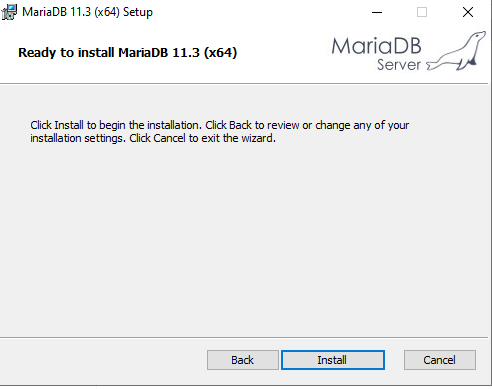 MariaDB 11.3 (x64) Setup
Ready to install MariaDB 11.3 (x64)
MariaDB
Server
Click Install to begin the installation. Click Back to review or change any of your
installation settings. Click Cancel to exit the wizard.
Back
Install
Cancel